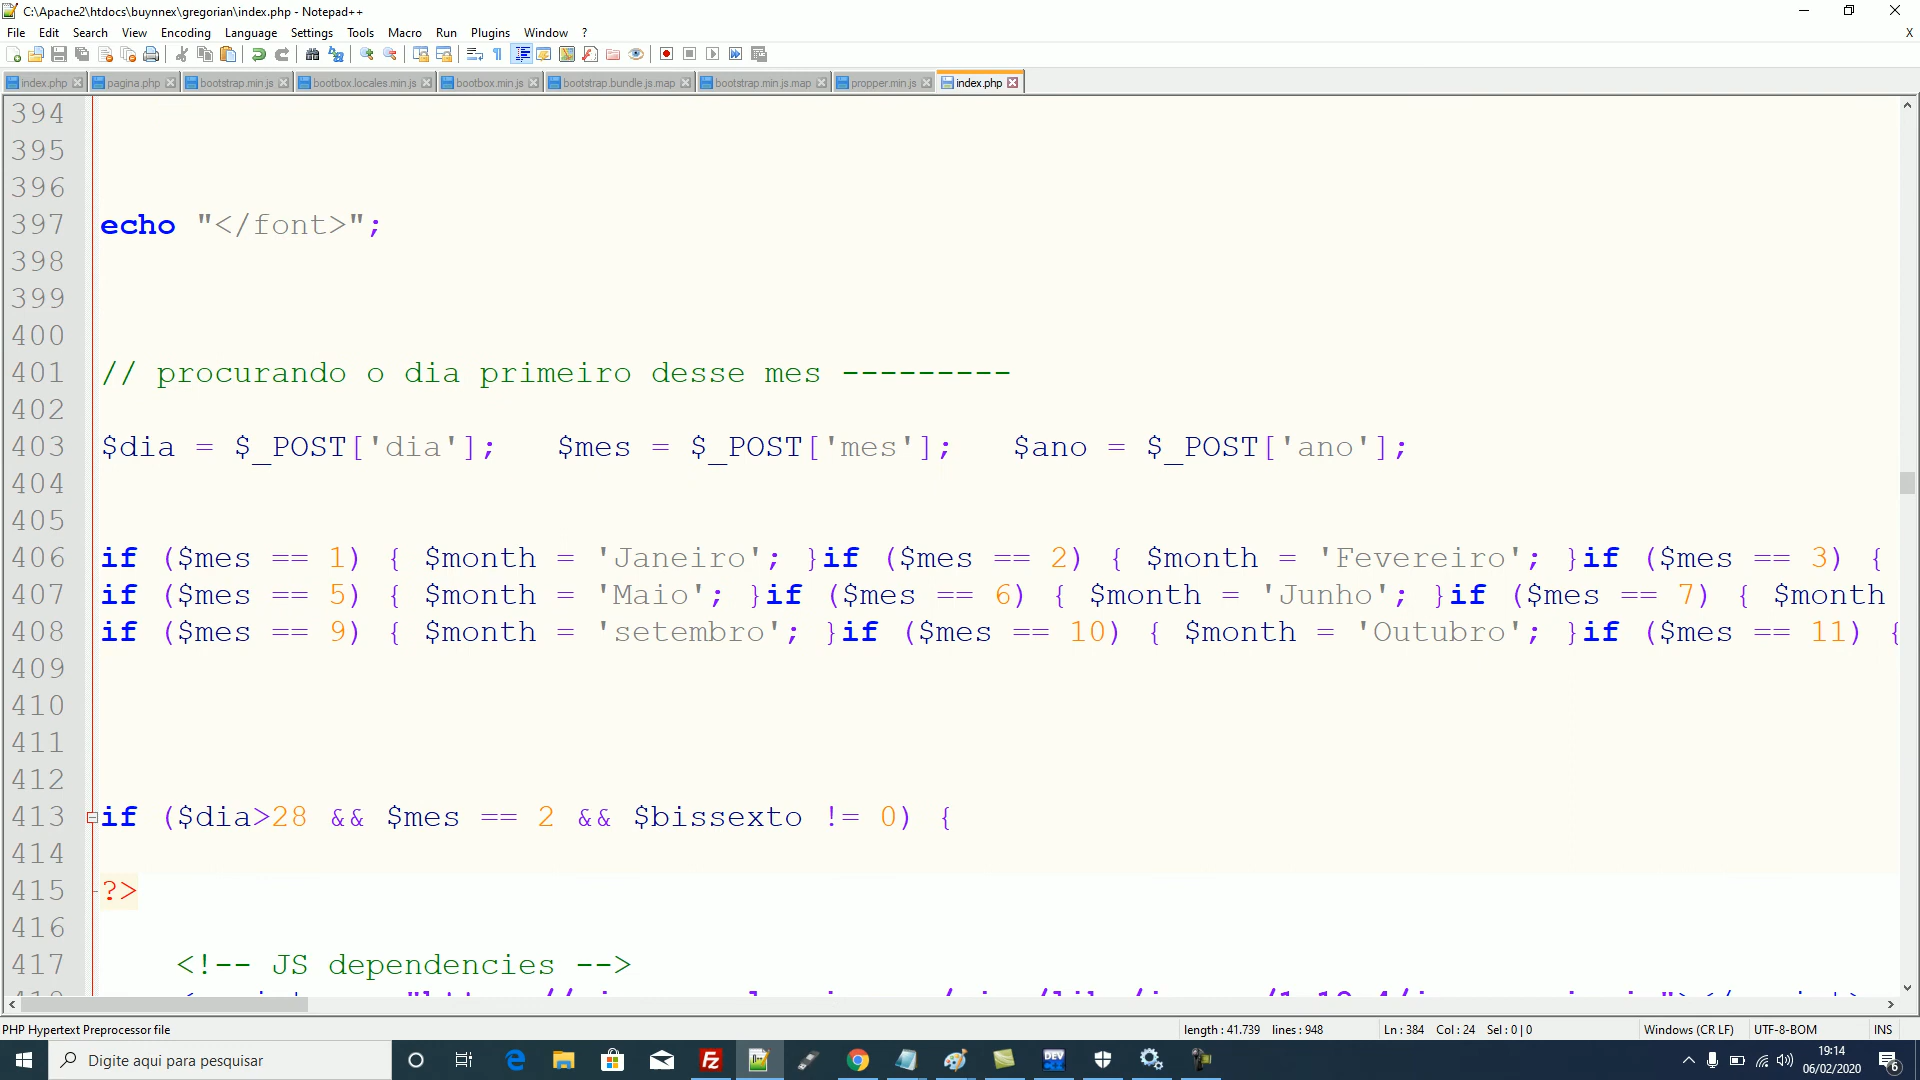 C:\Apache2\htdocs\buynnex\gregorian\index.php - Notepad++
File Edit Search View Encoding Language Settings Tools Macro Run Plugins Window ? X
index.php pagina.php bootstrap.min.js bootbox.locales.min.js bootbox.min.js bootstrap.bundle.js.map bootstrap.min.js.map propper.min.js index.php
394
395
396
397 echo "</font>";
398
399
400
401 // procurando o dia primeiro desse mes ---------
402
403 $dia = $_POST['dia']; $mes = $_POST['mes']; $ano = $_POST['ano'];
404
405
406 if ($mes == 1) { $month = 'Janeiro'; }if ($mes == 2) { $month = 'Fevereiro'; }if ($mes == 3) {
407 if ($mes == 5) { $month = 'Maio'; }if ($mes == 6) { $month = 'Junho'; }if ($mes == 7) { $month
408 if ($mes == 9) { $month = 'setembro'; }if ($mes == 10) { $month = 'Outubro'; }if ($mes == 11) {
409
410
411
412
413 if ($dia>28 && $mes == 2 && $bissexto != 0) {
414
415 ?>
416
417 <!-- JS dependencies -->
PHP Hypertext Preprocessor file length : 41.739 lines : 948 Ln : 384 Col : 24 Sel : 0 | 0 Windows (CR LF) UTF-8-BOM INS
Digite aqui para pesquisar
DEV
19:14
06/02/2020
6